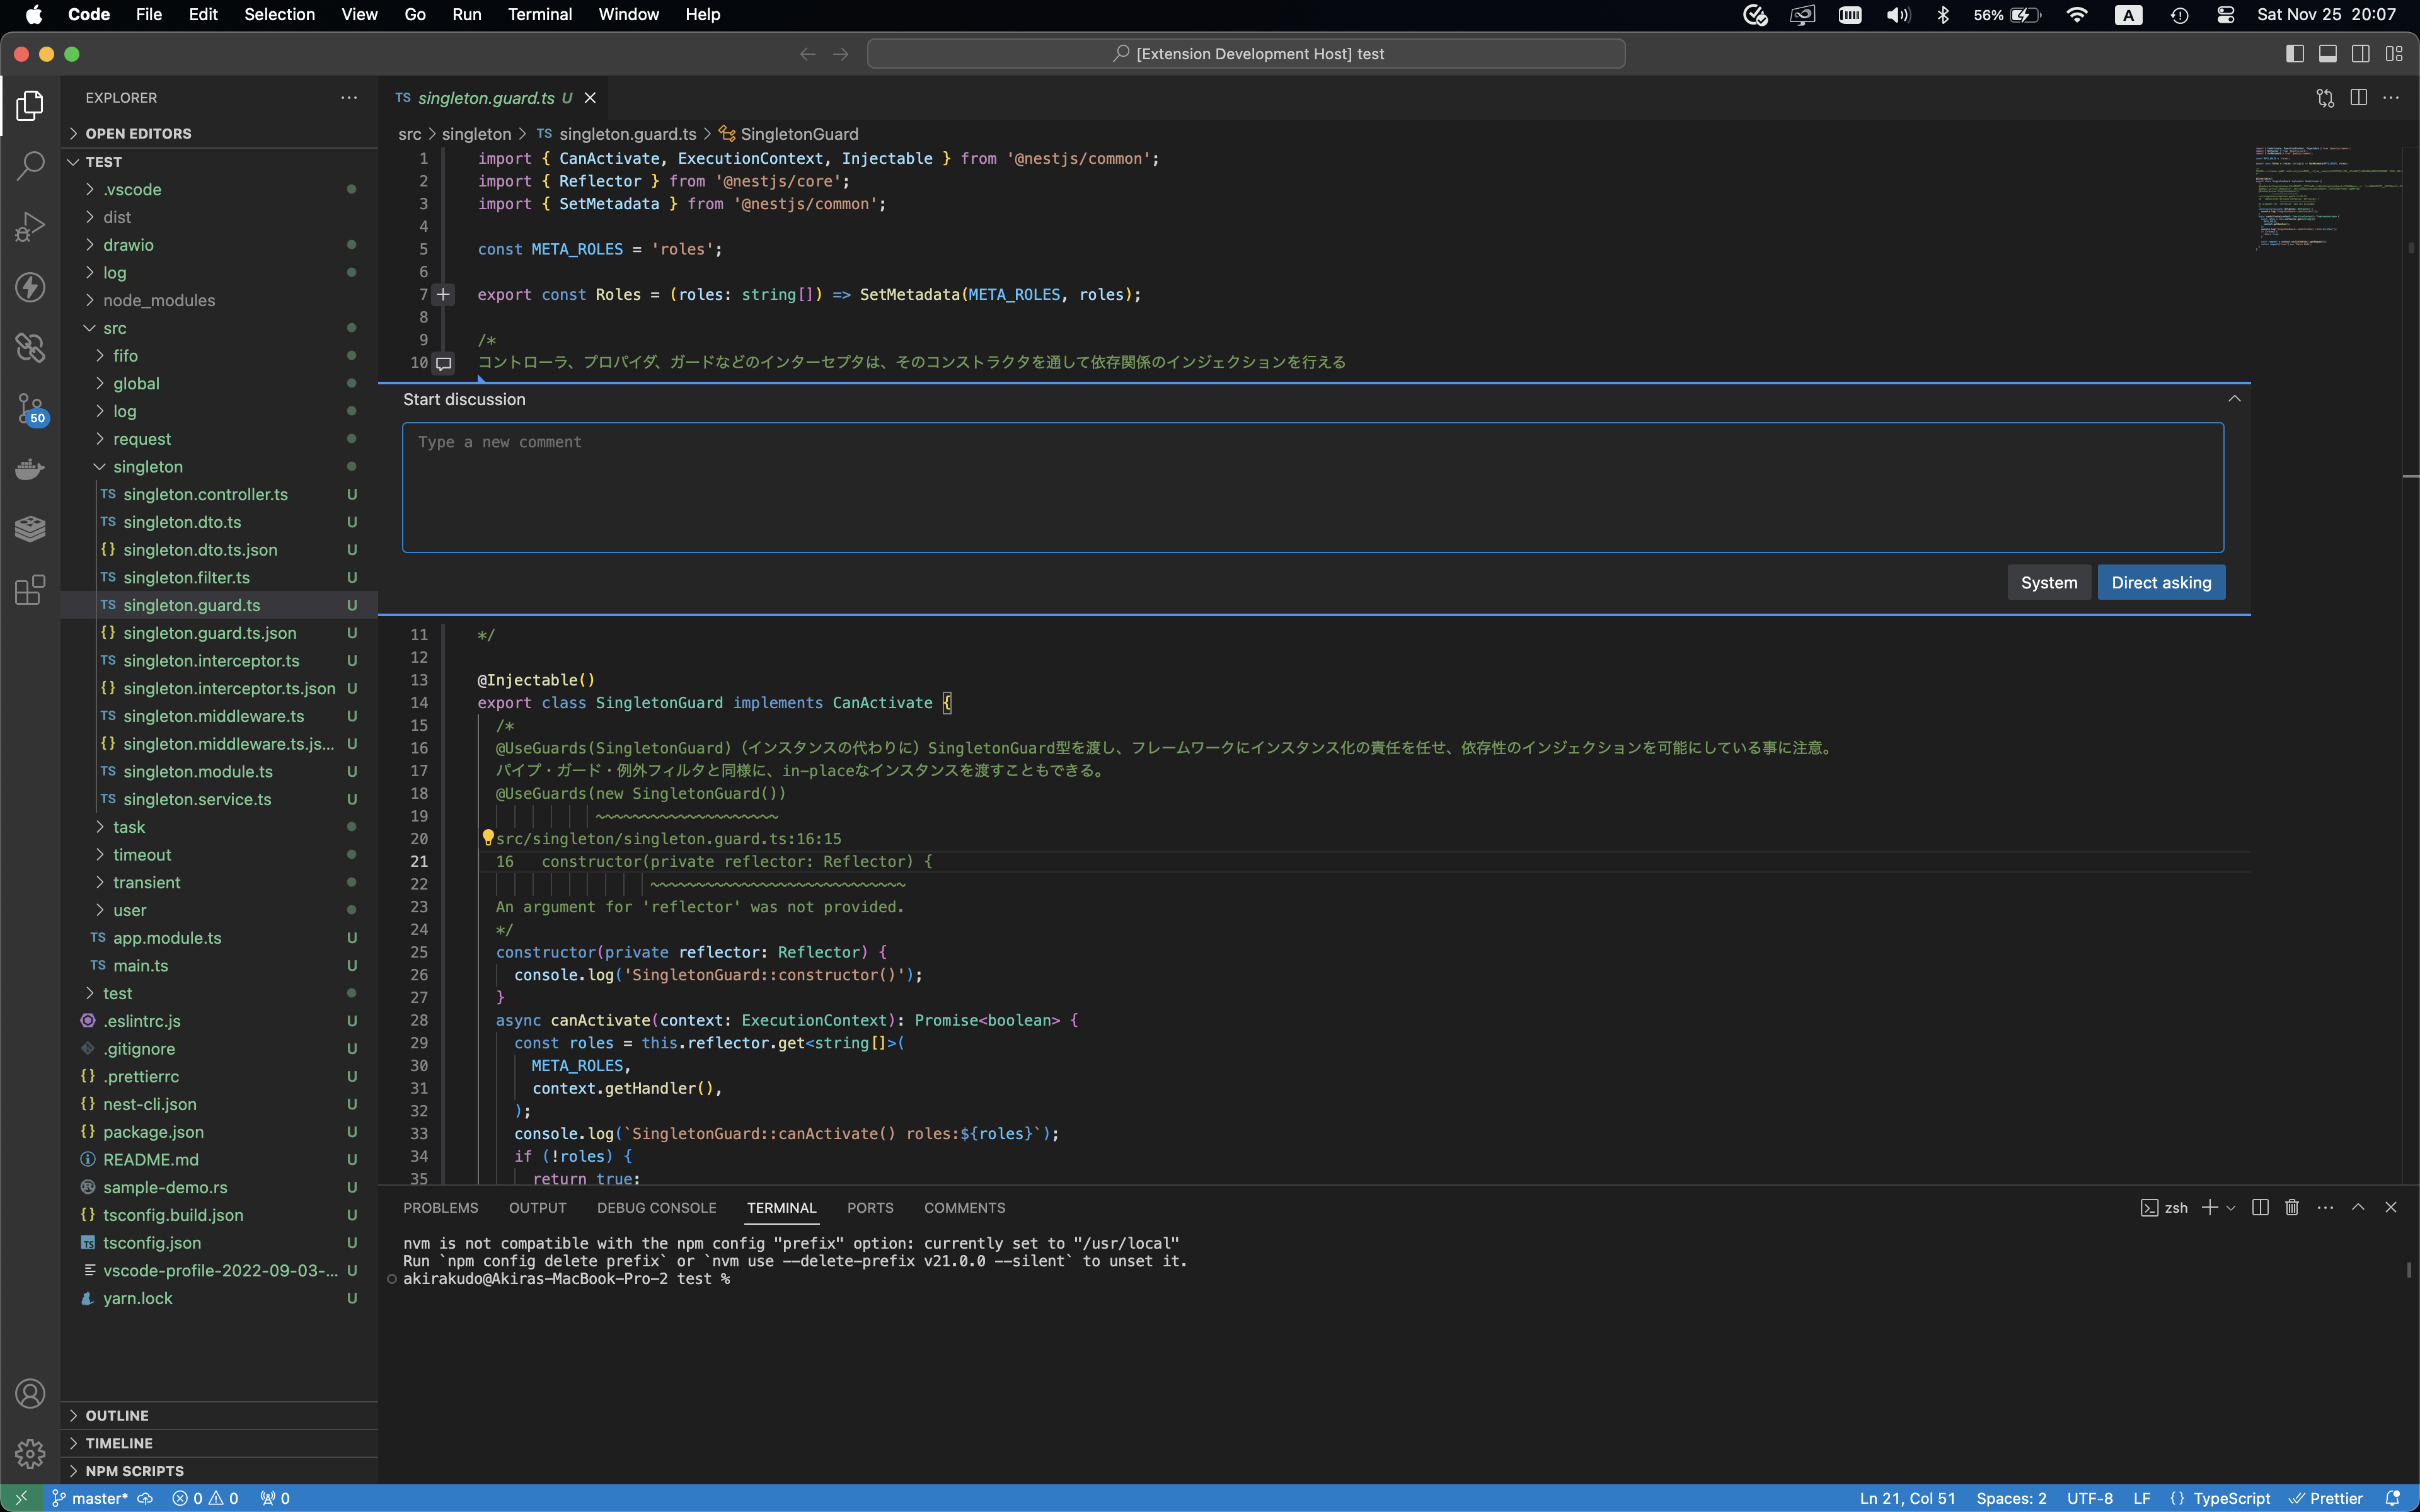 Code File Edit Selection View Go Run Terminal Window Help
56% A Sat Nov 25 20:07
[Extension Development Host] test
EXPLORER
OPEN EDITORS
TEST
.vscode
dist
drawio
log
node_modules
src
fifo
global
log
request
singleton
TS singleton.controller.ts U
TS singleton.dto.ts U
{} singleton.dto.ts.json U
TS singleton.filter.ts U
TS singleton.guard.ts U
{} singleton.guard.ts.json U
TS singleton.interceptor.ts U
{} singleton.interceptor.ts.json U
TS singleton.middleware.ts U
{} singleton.middleware.ts.js... U
TS singleton.module.ts U
TS singleton.service.ts U
task
timeout
transient
user
TS app.module.ts U
TS main.ts U
test
.eslintrc.js U
.gitignore U
{} .prettierrc U
{} nest-cli.json U
{} package.json U
README.md U
sample-demo.rs U
{} tsconfig.build.json U
TS tsconfig.json U
vscode-profile-2022-09-03-... U
yarn.lock U
OUTLINE
TIMELINE
NPM SCRIPTS
50
TS singleton.guard.ts U
src > singleton > TS singleton.guard.ts > SingletonGuard
1 import { CanActivate, ExecutionContext, Injectable } from '@nestjs/common';
2 import { Reflector } from '@nestjs/core';
3 import { SetMetadata } from '@nestjs/common';
4
5 const META_ROLES = 'roles';
6
7 export const Roles = (roles: string[]) => SetMetadata(META_ROLES, roles);
8
9 /*
10 コントローラ、プロパイダ、ガードなどのインターセプタは、そのコンストラクタを通して依存関係のインジェクションを行える
Start discussion
Type a new comment
System Direct asking
11 */
12
13 @Injectable()
14 export class SingletonGuard implements CanActivate {
15 /*
16 @UseGuards(SingletonGuard)（インスタンスの代わりに）SingletonGuard型を渡し、フレームワークにインスタンス化の責任を任せ、依存性のインジェクションを可能にしている事に注意。
17 パイプ・ガード・例外フィルタと同様に、in-placeなインスタンスを渡すこともできる。
18 @UseGuards(new SingletonGuard())
19 ~~~~~~~~~~~~~~~~~~~~
20 src/singleton/singleton.guard.ts:16:15
21 16 constructor(private reflector: Reflector) {
22 ~~~~~~~~~~~~~~~~~~~~~~~~~~~~
23 An argument for 'reflector' was not provided.
24 */
25 constructor(private reflector: Reflector) {
26 console.log('SingletonGuard::constructor()');
27 }
28 async canActivate(context: ExecutionContext): Promise<boolean> {
29 const roles = this.reflector.get<string[]>(
30 META_ROLES,
31 context.getHandler(),
32 );
33 console.log(`SingletonGuard::canActivate() roles:${roles}`);
34 if (!roles) {
35 return true;
PROBLEMS OUTPUT DEBUG CONSOLE TERMINAL PORTS COMMENTS
zsh
nvm is not compatible with the npm config "prefix" option: currently set to "/usr/local"
Run `npm config delete prefix` or `nvm use --delete-prefix v21.0.0 --silent` to unset it.
akirakudo@Akiras-MacBook-Pro-2 test %
master* 0 0 0
Ln 21, Col 51 Spaces: 2 UTF-8 LF {} TypeScript Prettier